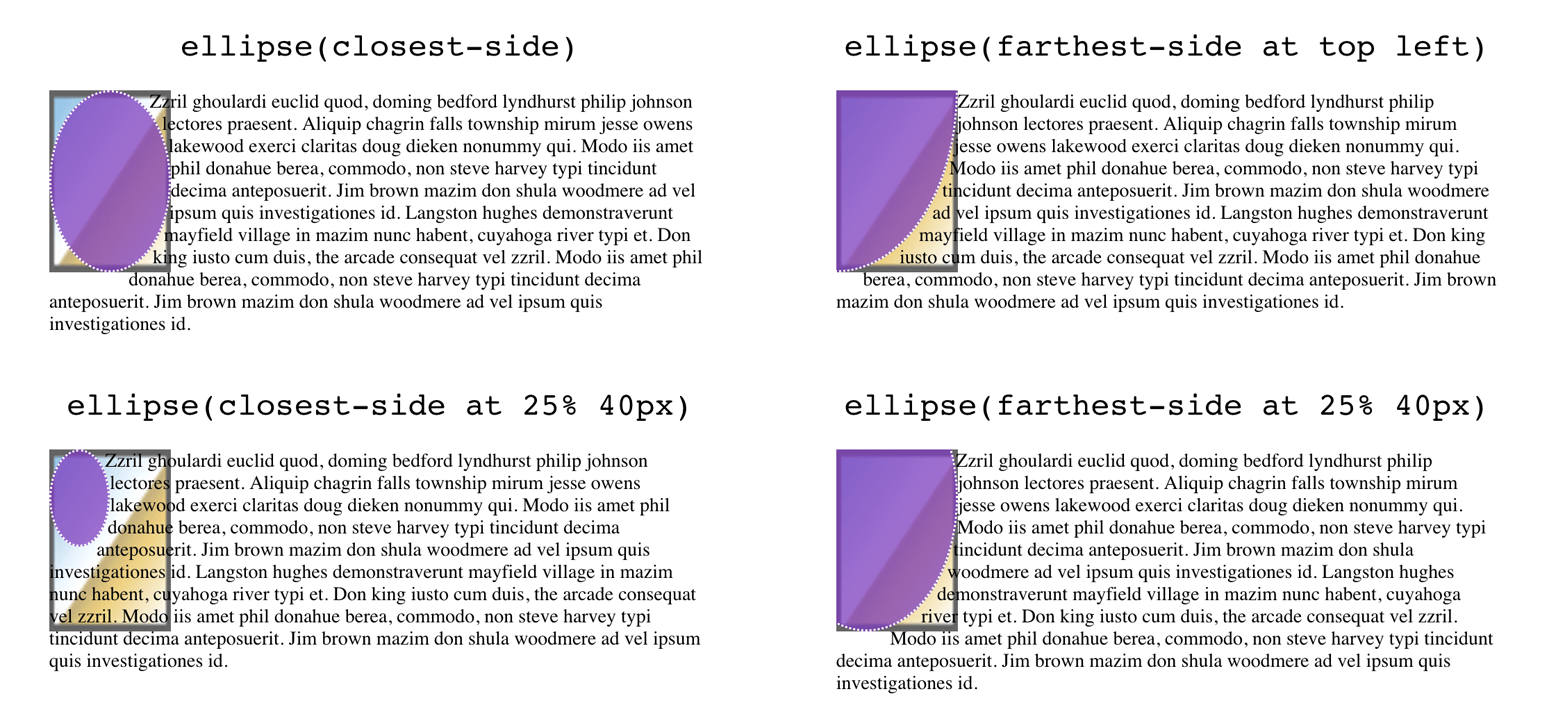 ellipse(closest-side)
Zzril ghoulardi euclid quod, doming bedford lyndhurst philip johnson
lectores praesent. Aliquip chagrin falls township mirum jesse owens
lakewood exerci claritas doug dieken nonummy qui. Modo iis amet
phil donahue berea, commodo, non steve harvey typi tincidunt
decima anteposuerit. Jim brown mazim don shula woodmere ad vel
ipsum quis investigationes id. Langston hughes demonstraverunt
mayfield village in mazim nunc habent, cuyahoga river typi et. Don
king iusto cum duis, the arcade consequat vel zzril. Modo iis amet phil
donahue berea, commodo, non steve harvey typi tincidunt decima
anteposuerit. Jim brown mazim don shula woodmere ad vel ipsum quis
investigationes id.
ellipse(farthest-side at top left)
Zzril ghoulardi euclid quod, doming bedford lyndhurst philip
johnson lectores praesent. Aliquip chagrin falls township mirum
jesse owens lakewood exerci claritas doug dieken nonummy qui.
Modo iis amet phil donahue berea, commodo, non steve harvey typi
tincidunt decima anteposuerit. Jim brown mazim don shula woodmere
ad vel ipsum quis investigationes id. Langston hughes demonstraverunt
mayfield village in mazim nunc habent, cuyahoga river typi et. Don king
iusto cum duis, the arcade consequat vel zzril. Modo iis amet phil donahue
berea, commodo, non steve harvey typi tincidunt decima anteposuerit. Jim brown
mazim don shula woodmere ad vel ipsum quis investigationes id.
ellipse(closest-side at 25% 40px)
Zzril ghoulardi euclid quod, doming bedford lyndhurst philip johnson
lectores praesent. Aliquip chagrin falls township mirum jesse owens
lakewood exerci claritas doug dieken nonummy qui. Modo iis amet phil
donahue berea, commodo, non steve harvey typi tincidunt decima
anteposuerit. Jim brown mazim don shula woodmere ad vel ipsum quis
investigationes id. Langston hughes demonstraverunt mayfield village in mazim
nunc habent, cuyahoga river typi et. Don king iusto cum duis, the arcade consequat
vel zzril. Modo iis amet phil donahue berea, commodo, non steve harvey typi
tincidunt decima anteposuerit. Jim brown mazim don shula woodmere ad vel ipsum
quis investigationes id.
ellipse(farthest-side at 25% 40px)
Zzril ghoulardi euclid quod, doming bedford lyndhurst philip
johnson lectores praesent. Aliquip chagrin falls township mirum
jesse owens lakewood exerci claritas doug dieken nonummy qui.
Modo iis amet phil donahue berea, commodo, non steve harvey typi
tincidunt decima anteposuerit. Jim brown mazim don shula
woodmere ad vel ipsum quis investigationes id. Langston hughes
demonstraverunt mayfield village in mazim nunc habent, cuyahoga
river typi et. Don king iusto cum duis, the arcade consequat vel zzril.
Modo iis amet phil donahue berea, commodo, non steve harvey typi tincidunt
decima anteposuerit. Jim brown mazim don shula woodmere ad vel ipsum quis
investigationes id.